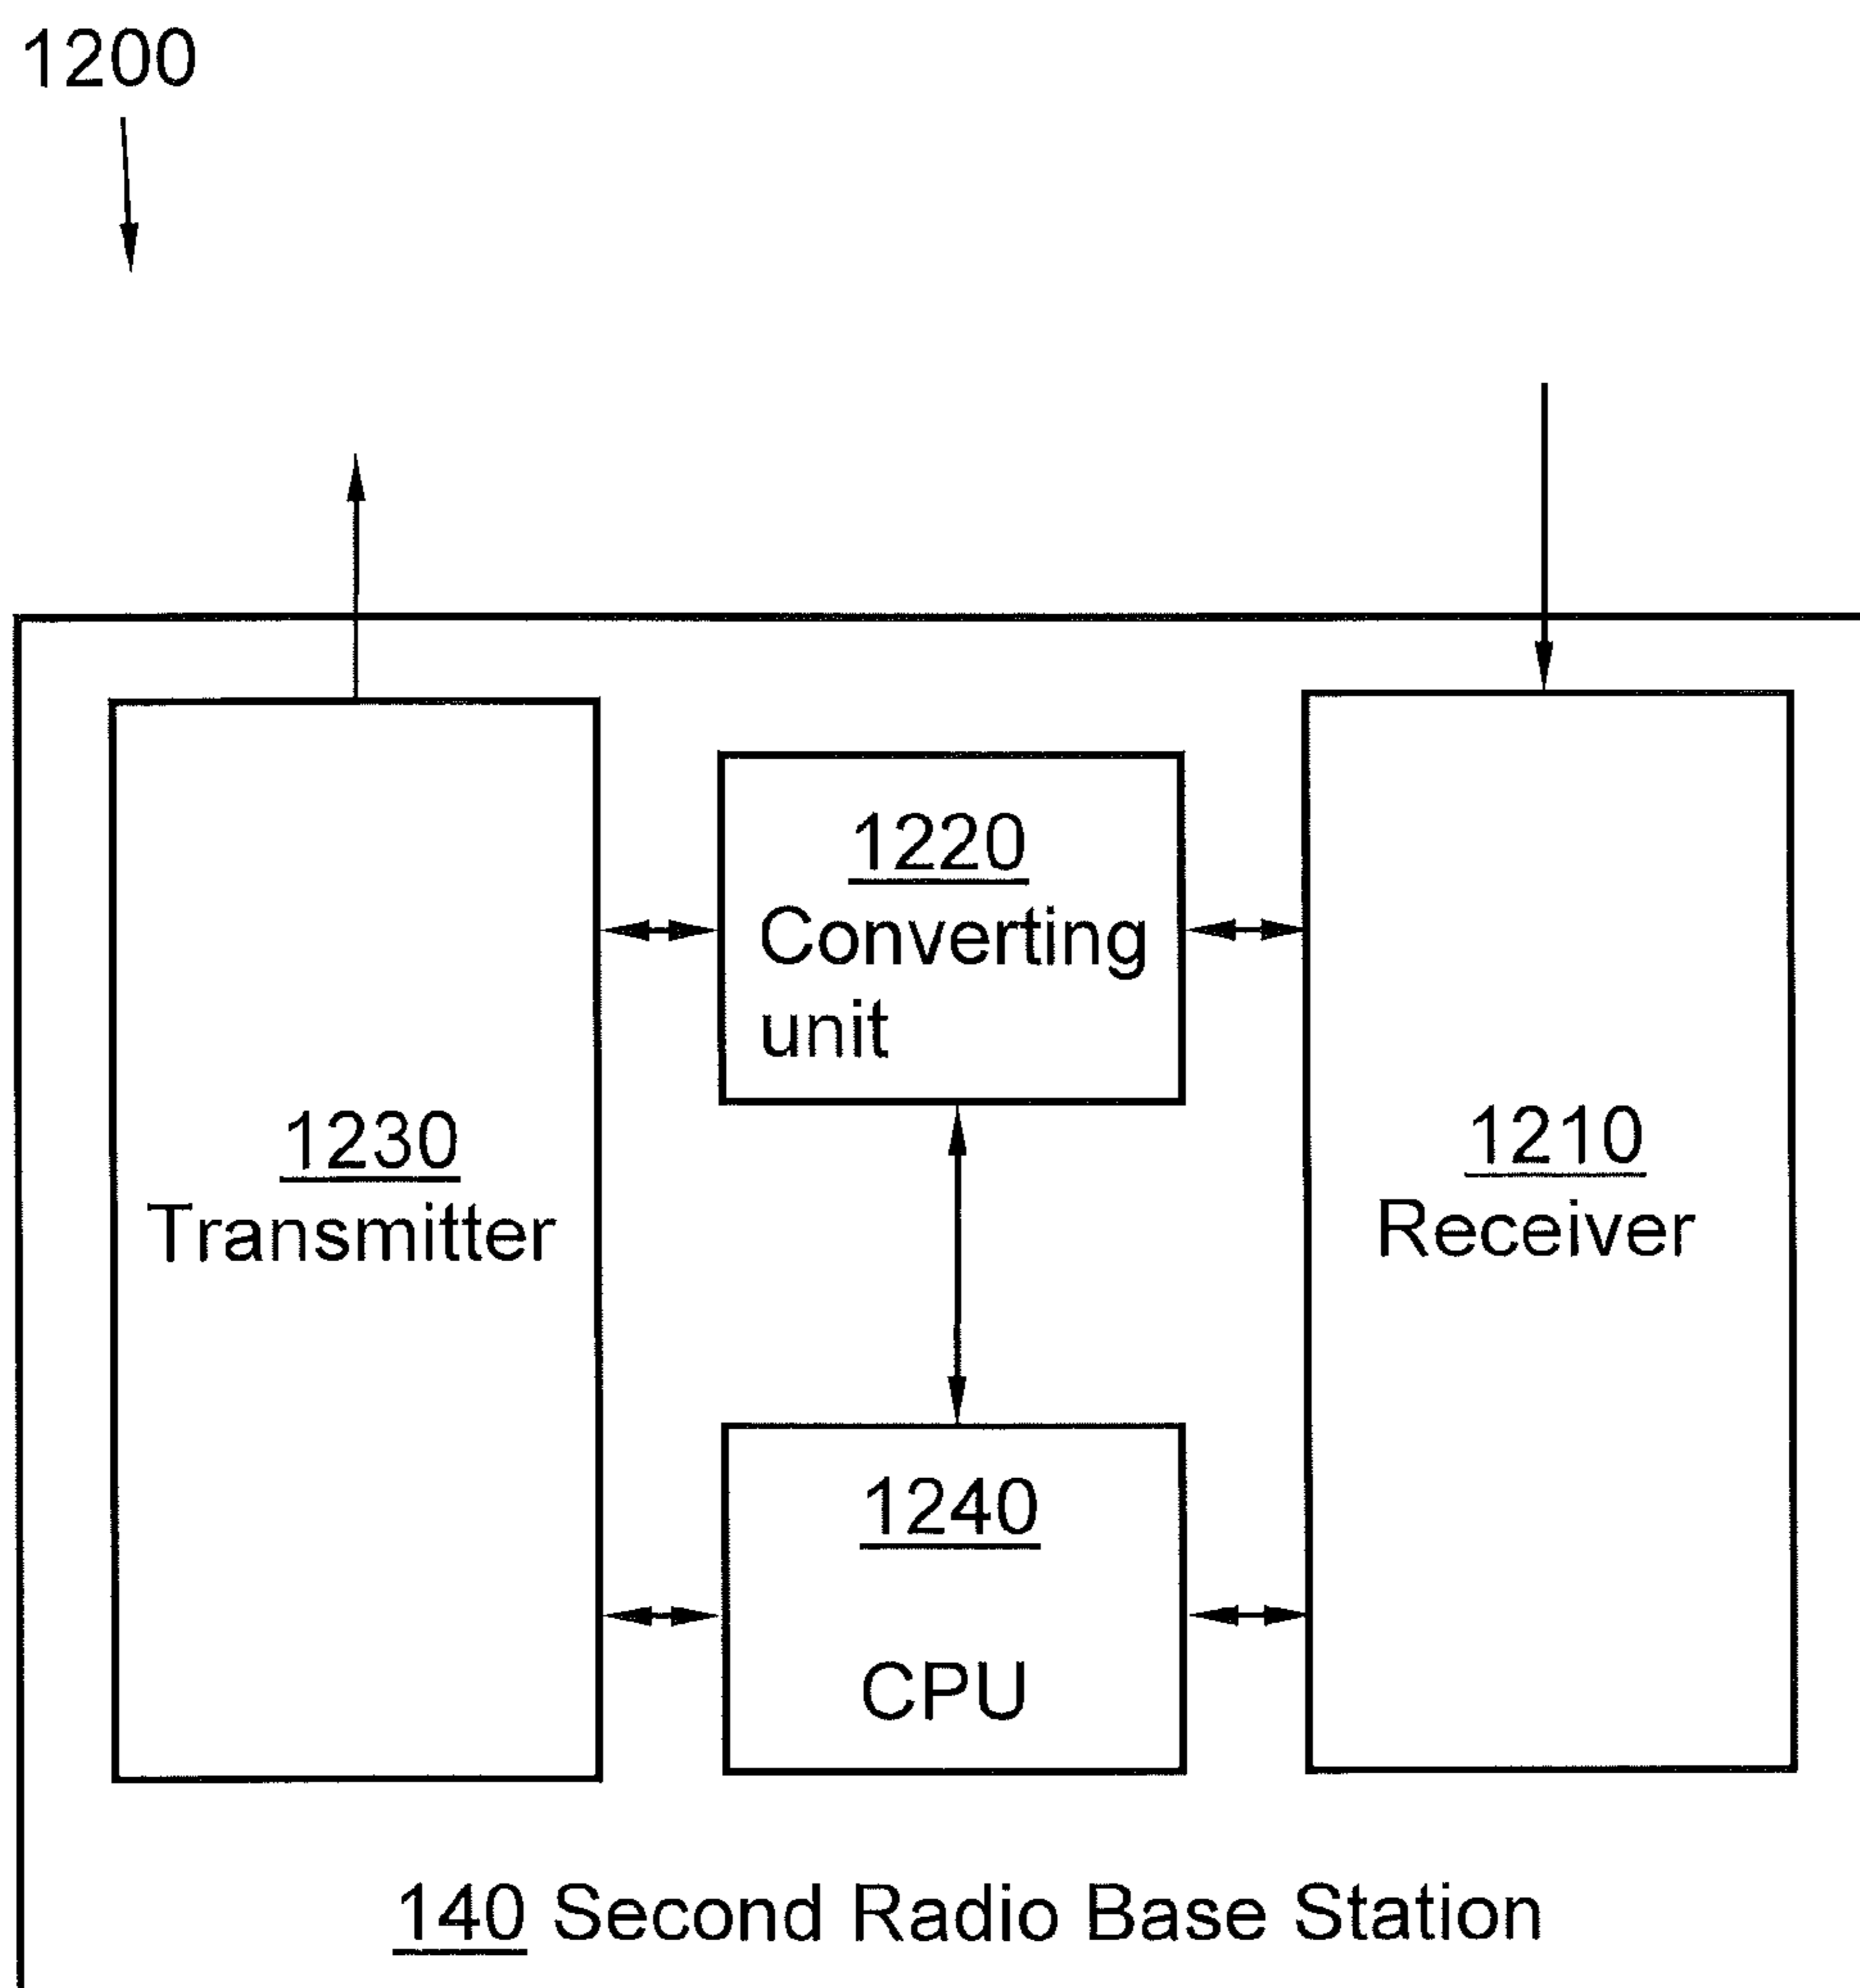 1200
1220
Converting
unit
1230
Transmitter
1210
Receiver
1240
CPU
140 Second Radio Base Station